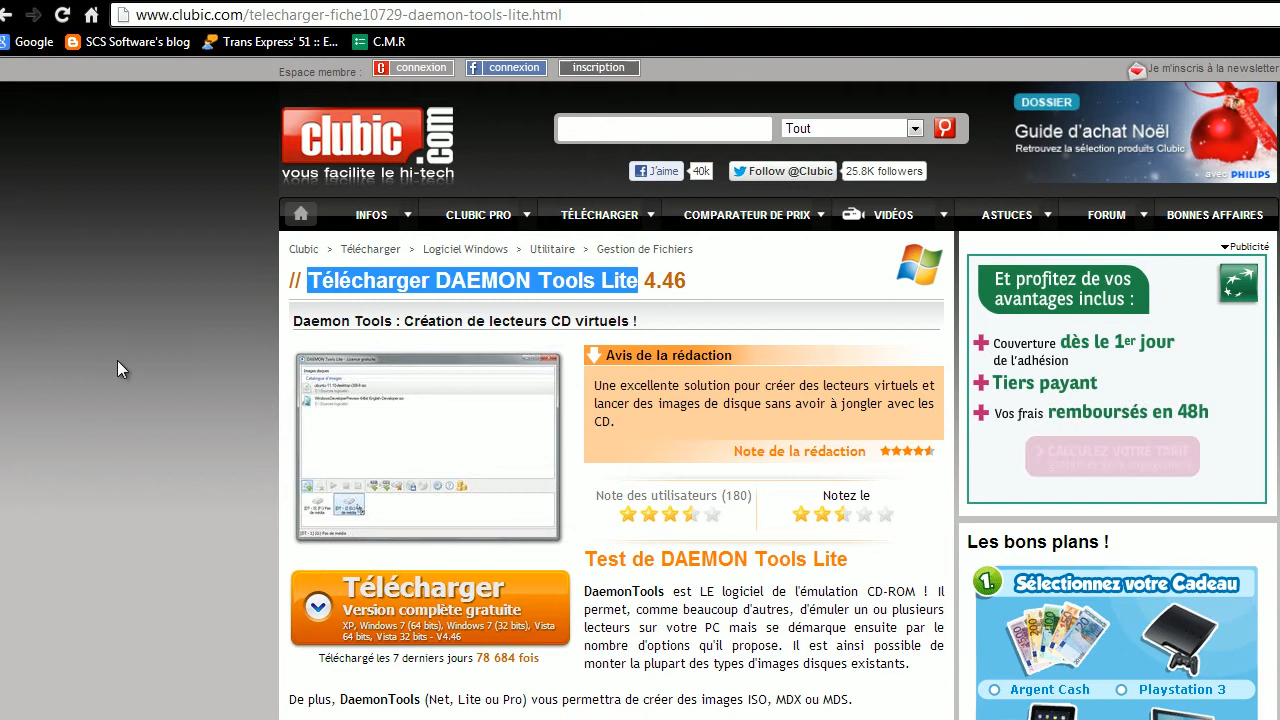 www.clubic.com/telecharger-fiche10729-daemon-tools-lite.html
Google SCS Software's blog Trans Express' 51 :: E... C.M.R
Espace membre : connexion connexion inscription Je m'inscris à la newsletter
clubic.com
vous facilite le hi-tech
Tout
J'aime 40k Follow @Clubic 25.8K followers
DOSSIER
Guide d'achat Noël
Retrouvez la sélection produits Clubic
avec PHILIPS
INFOS CLUBIC PRO TÉLÉCHARGER COMPARATEUR DE PRIX VIDÉOS ASTUCES FORUM BONNES AFFAIRES
Clubic > Télécharger > Logiciel Windows > Utilitaire > Gestion de Fichiers
// Télécharger DAEMON Tools Lite 4.46
Daemon Tools : Création de lecteurs CD virtuels !
Avis de la rédaction
Une excellente solution pour créer des lecteurs virtuels et
lancer des images de disque sans avoir à jongler avec les
CD.
Note de la rédaction
Note des utilisateurs (180) Notez le
Test de DAEMON Tools Lite
DaemonTools est LE logiciel de l'émulation CD-ROM ! Il
permet, comme beaucoup d'autres, d'émuler un ou plusieurs
lecteurs sur votre PC mais se démarque ensuite par le
nombre d'options qu'il propose. Il est ainsi possible de
monter la plupart des types d'images disques existants.
Télécharger
Version complète gratuite
XP, Windows 7 (64 bits), Windows 7 (32 bits), Vista
64 bits, Vista 32 bits - V4.46
Téléchargé les 7 derniers jours 78 684 fois
De plus, DaemonTools (Net, Lite ou Pro) vous permettra de créer des images ISO, MDX ou MDS.
Publicité
Et profitez de vos
avantages inclus :
Couverture dès le 1er jour
de l'adhésion
Tiers payant
Vos frais remboursés en 48h
CALCULEZ VOTRE TARIF
Les bons plans !
1. Sélectionnez votre Cadeau
Argent Cash Playstation 3